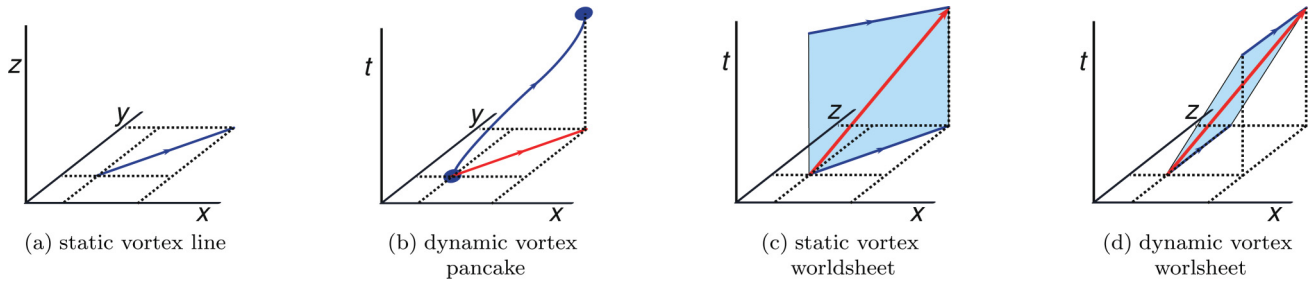 z
y
x
(a) static vortex line
t
y
x
(b) dynamic vortex
pancake
t
z
x
(c) static vortex
worldsheet
t
z
x
(d) dynamic vortex
worlsheet